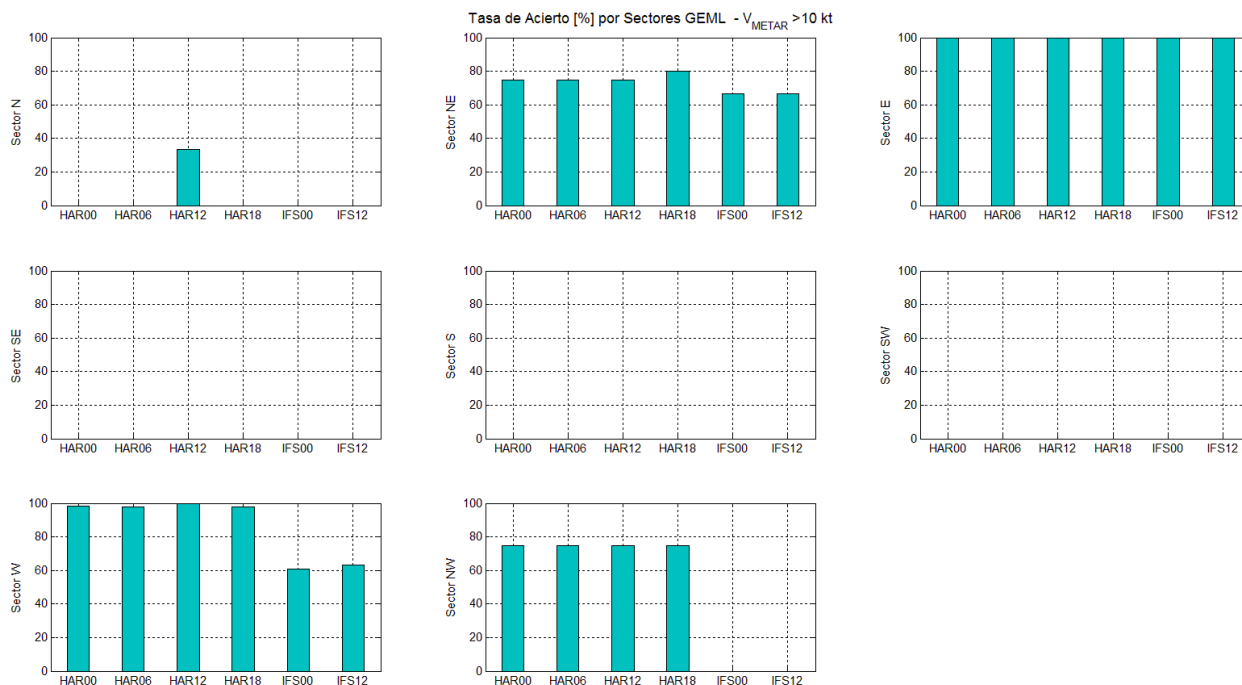 Tasa de Acierto [%] por Sectores GEML - V_METAR >10 kt
100
80
60
40
20
0
Sector N
HAR00 HAR06 HAR12 HAR18 IFS00 IFS12
100
80
60
40
20
0
Sector NE
HAR00 HAR06 HAR12 HAR18 IFS00 IFS12
100
80
60
40
20
0
Sector E
HAR00 HAR06 HAR12 HAR18 IFS00 IFS12
100
80
60
40
20
0
Sector SE
HAR00 HAR06 HAR12 HAR18 IFS00 IFS12
100
80
60
40
20
0
Sector S
HAR00 HAR06 HAR12 HAR18 IFS00 IFS12
100
80
60
40
20
0
Sector SW
HAR00 HAR06 HAR12 HAR18 IFS00 IFS12
100
80
60
40
20
0
Sector W
HAR00 HAR06 HAR12 HAR18 IFS00 IFS12
100
80
60
40
20
0
Sector NW
HAR00 HAR06 HAR12 HAR18 IFS00 IFS12